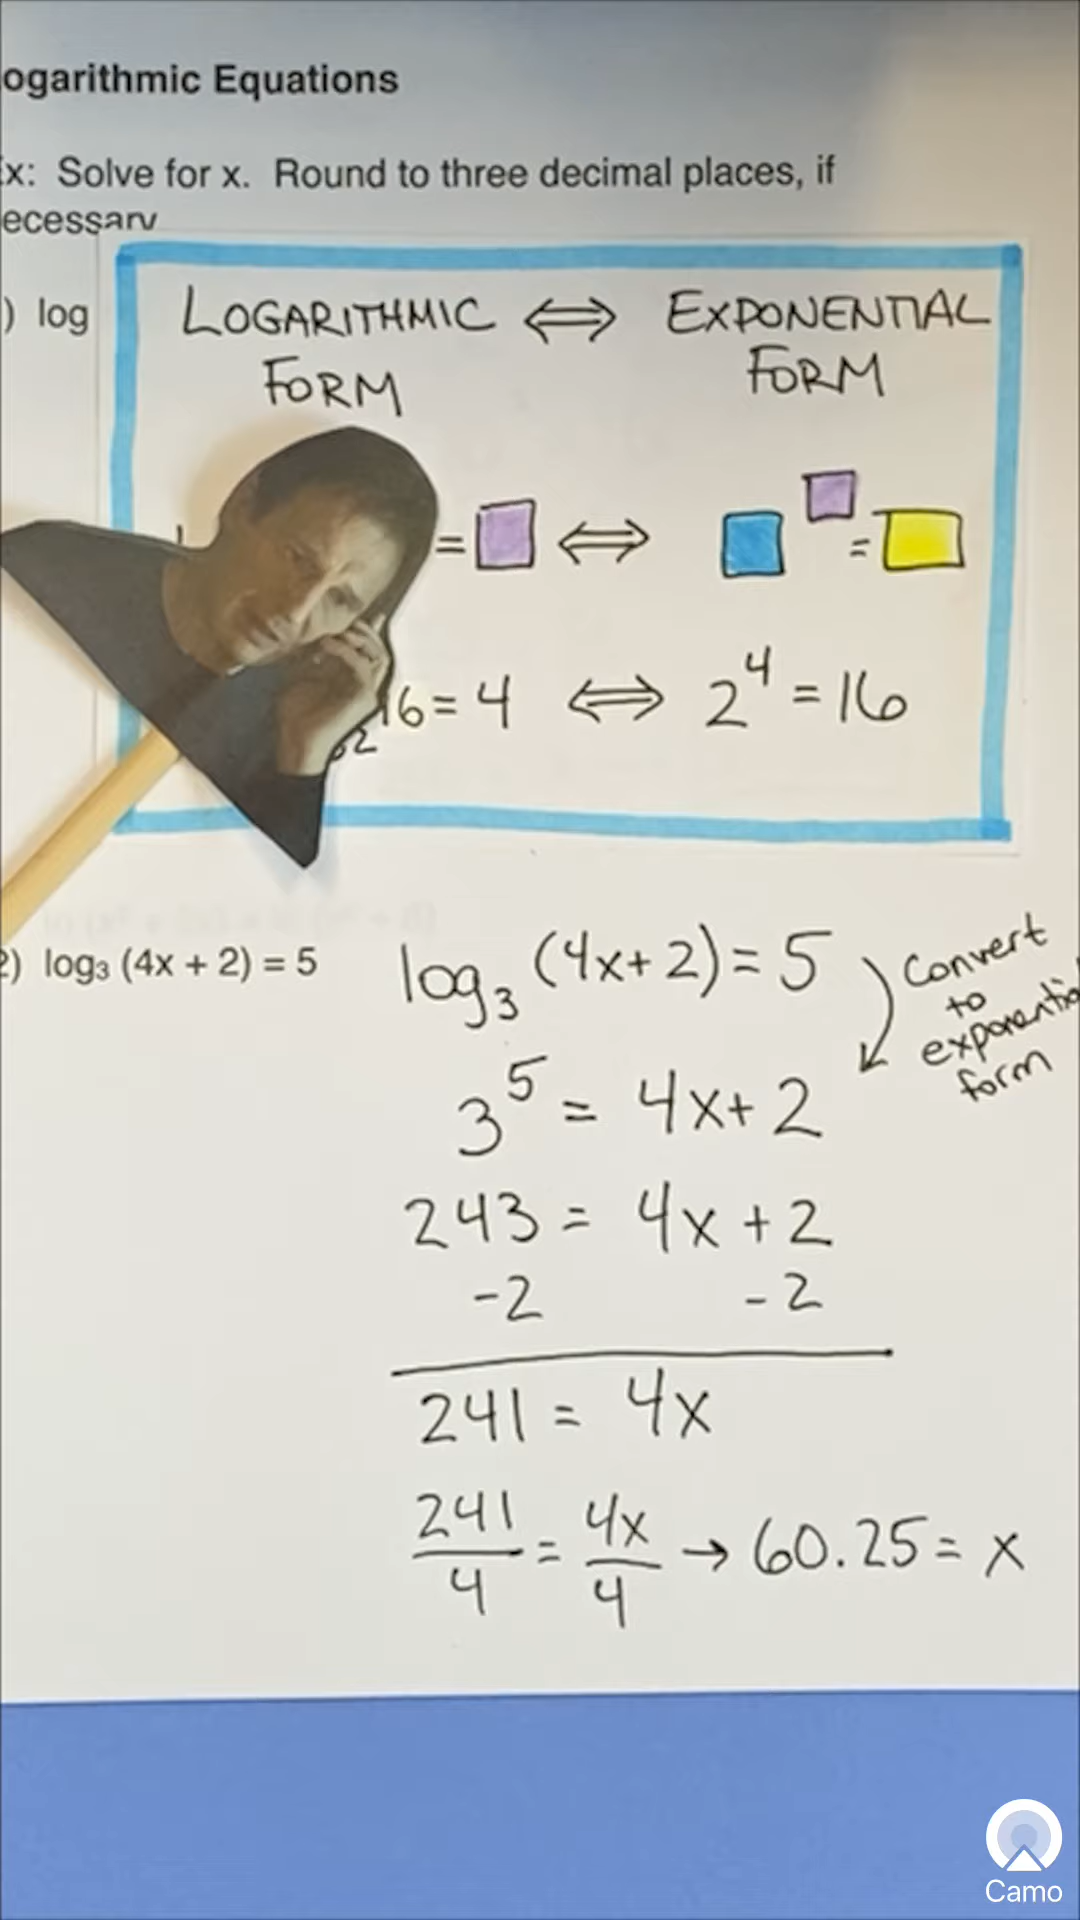 ogarithmic Equations
x: Solve for x. Round to three decimal places, if
ecessary
) log
LOGARITHMIC ⇔ EXPONENTIAL
FORM FORM
= ⇔ =
16 = 4 ⇔ 2⁴ = 16
2) log₃ (4x + 2) = 5
log₃ (4x + 2) = 5
Convert
to
exponentia
form
3⁵ = 4x + 2
243 = 4x + 2
-2 -2
241 = 4x
241/4 = 4x/4 → 60.25 = x
Camo